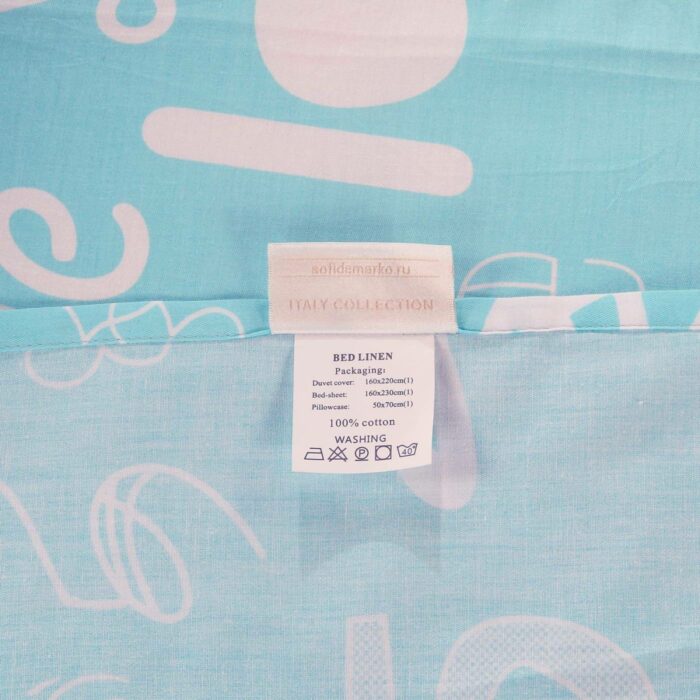 sofidemarko.ru
ITALY COLLECTION
BED LINEN
Packaging:
Duvet cover: 160x220cm(1)
Bed-sheet: 160x230cm(1)
Pillowcase: 50x70cm(1)
100% cotton
WASHING
P 40°